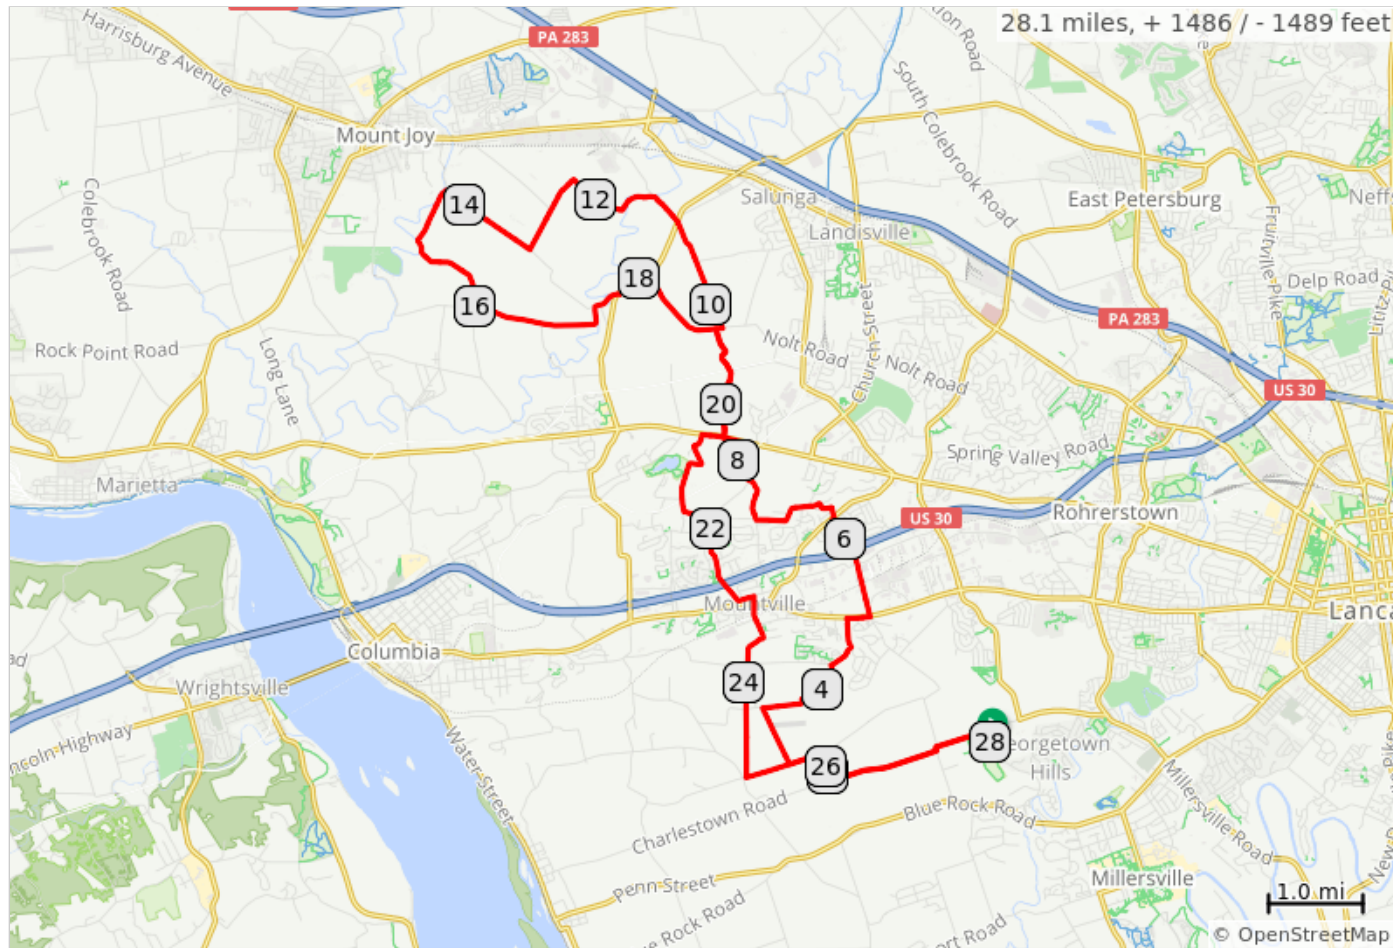 28.1 miles, + 1486 / - 1489 feet
PA 283
Harrisburg Avenue
South Colebrook Road
Mount Joy
Salunga
East Petersburg
Landisville
Colebrook Road
Fruitville Pike
Delp Road
14
12
18
16
10
PA 283
Church Street
Nolt Road
Nolt Road
Rock Point Road
Long Lane
US 30
20
8
Spring Valley Road
Marietta
Rohrerstown
US 30
22
6
Mountville
Columbia
Wrightsville
24
4
26
28
eorgetown
Hills
Lincoln Highway
Water Street
Charlestown Road
Blue Rock Road
Millersville Road
Penn Street
Millersville
1.0 mi
© OpenStreetMap